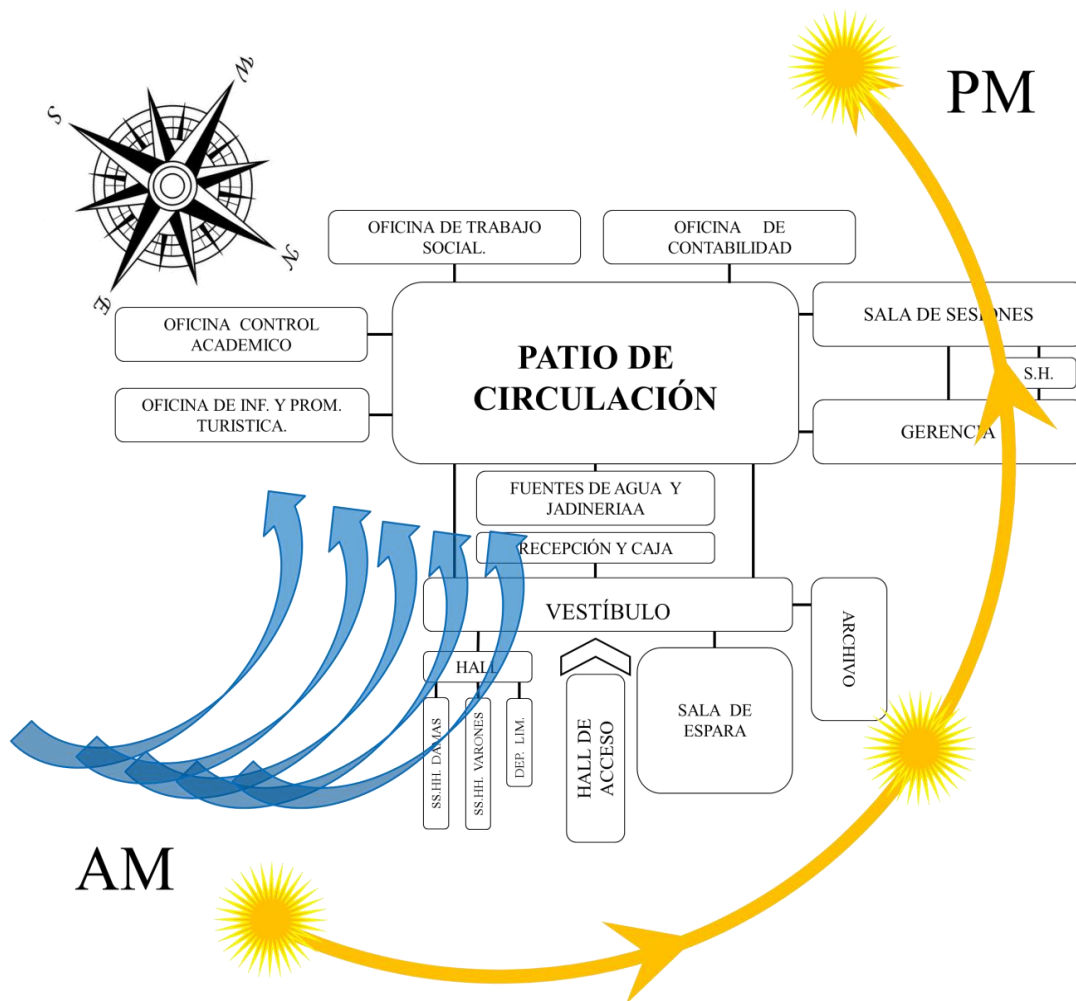 PM
W
S
N
E
OFICINA DE TRABAJO
SOCIAL.
OFICINA DE
CONTABILIDAD
OFICINA CONTROL
ACADEMICO
SALA DE SESIONES
PATIO DE
CIRCULACIÓN
S.H.
OFICINA DE INF. Y PROM.
TURISTICA.
GERENCIA
FUENTES DE AGUA Y
JADINERIAA
RECEPCIÓN Y CAJA
VESTÍBULO
ARCHIVO
HALL
SS.HH. DAMAS
SS.HH. VARONES
DEP. LIM.
HALL DE
ACCESO
SALA DE
ESPARA
AM